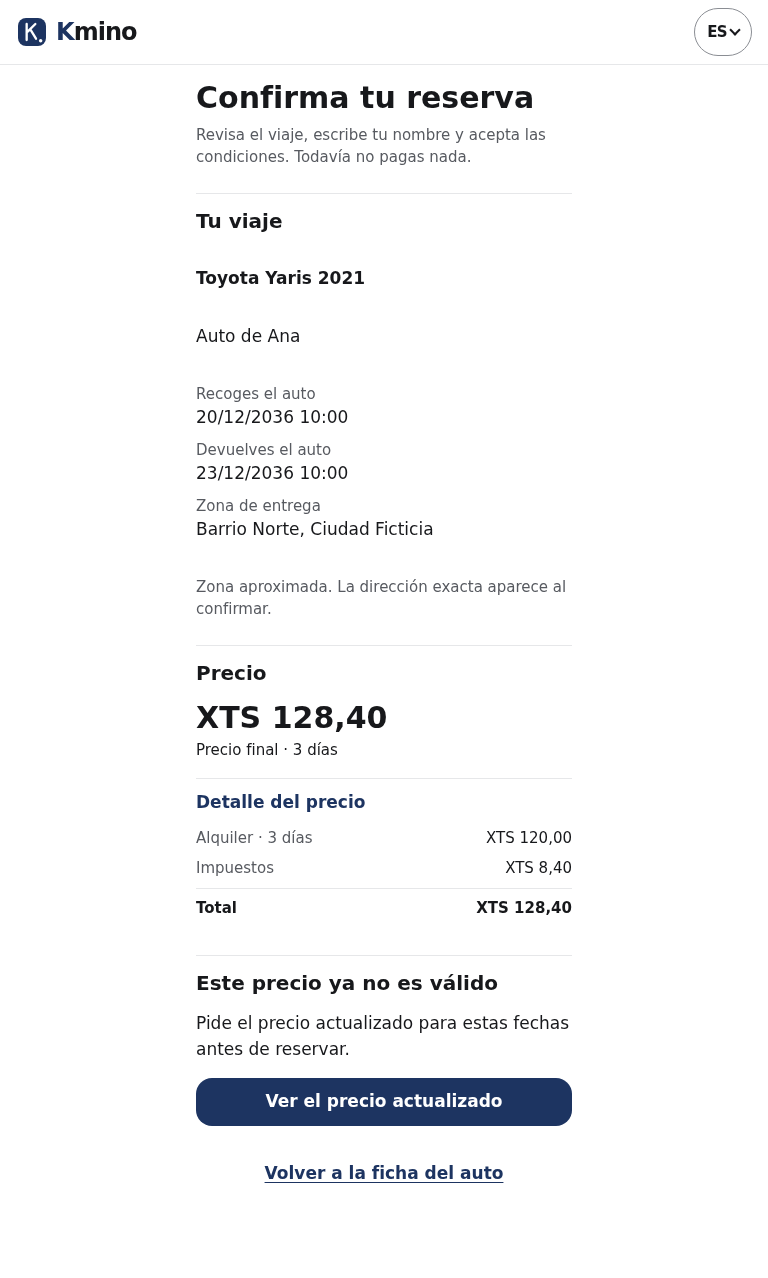 Kmino
ES
Confirma tu reserva
Revisa el viaje, escribe tu nombre y acepta las
condiciones. Todavía no pagas nada.
Tu viaje
Toyota Yaris 2021
Auto de Ana
Recoges el auto
20/12/2036 10:00
Devuelves el auto
23/12/2036 10:00
Zona de entrega
Barrio Norte, Ciudad Ficticia
Zona aproximada. La dirección exacta aparece al
confirmar.
Precio
XTS 128,40
Precio final · 3 días
Detalle del precio
Alquiler · 3 días XTS 120,00
Impuestos XTS 8,40
Total XTS 128,40
Este precio ya no es válido
Pide el precio actualizado para estas fechas
antes de reservar.
Ver el precio actualizado
Volver a la ficha del auto